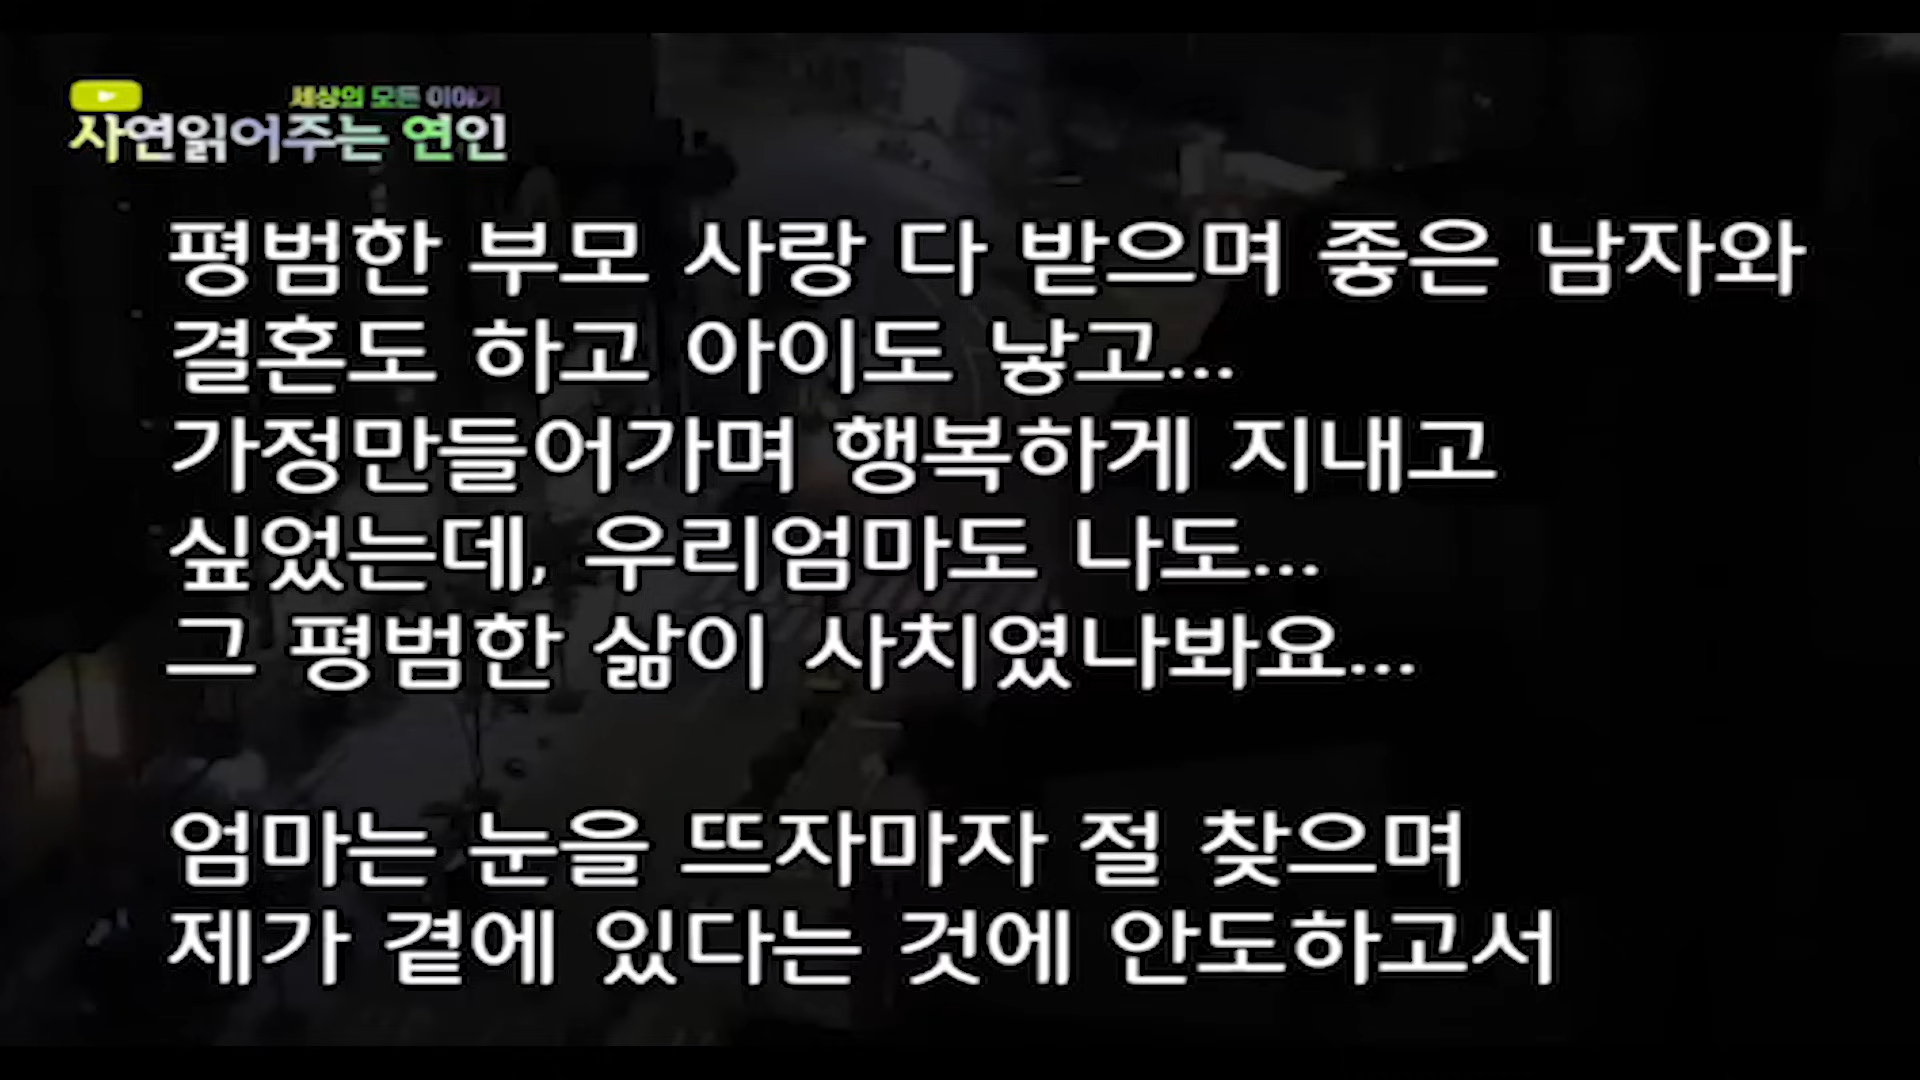 세상의 모든 이야기
사연읽어주는 연인
평범한 부모 사랑 다 받으며 좋은 남자와
결혼도 하고 아이도 낳고...
가정만들어가며 행복하게 지내고
싶었는데, 우리엄마도 나도...
그 평범한 삶이 사치였나봐요...
엄마는 눈을 뜨자마자 절 찾으며
제가 곁에 있다는 것에 안도하고서